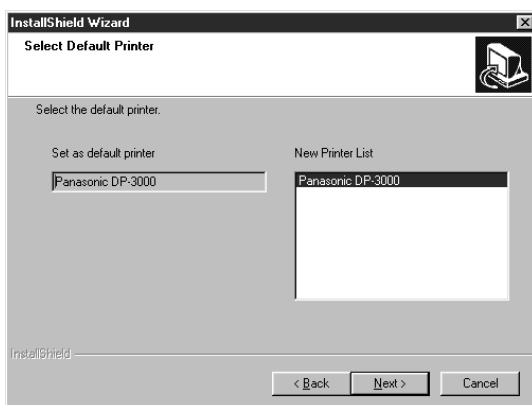 InstallShield Wizard
Select Default Printer
Select the default printer.
Set as default printer
Panasonic DP-3000
New Printer List
Panasonic DP-3000
InstallShield
< Back
Next >
Cancel